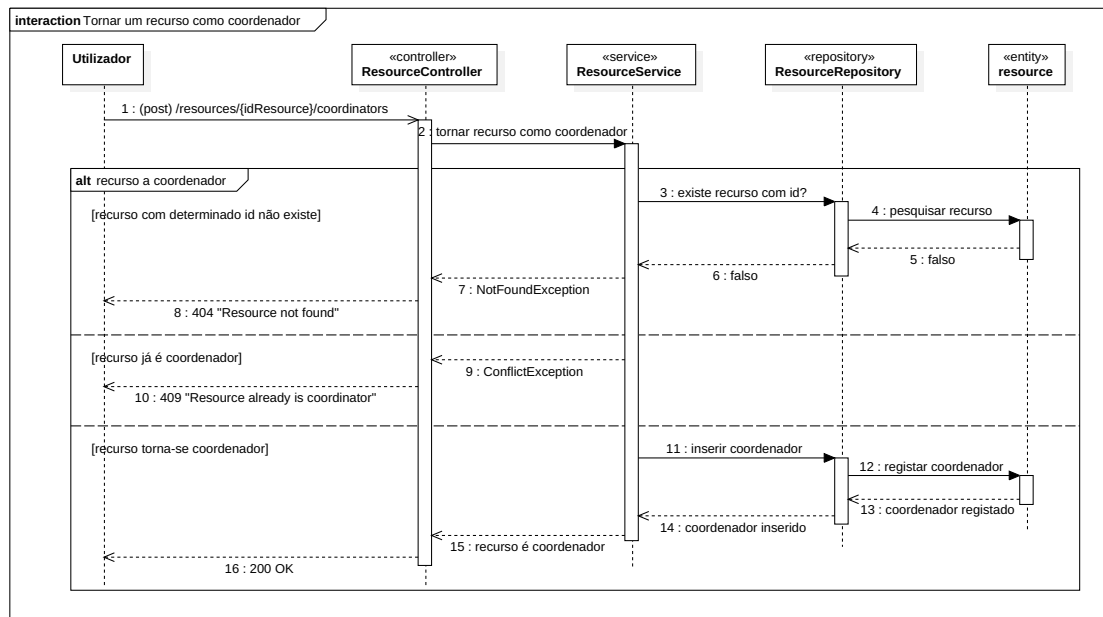 interaction Tornar um recurso como coordenador
Utilizador
«controller»
ResourceController
«service»
ResourceService
«repository»
ResourceRepository
«entity»
resource
1 : (post) /resources/{idResource}/coordinators
2 : tornar recurso como coordenador
alt recurso a coordenador
[recurso com determinado id não existe]
3 : existe recurso com id?
4 : pesquisar recurso
5 : falso
6 : falso
7 : NotFoundException
8 : 404 "Resource not found"
[recurso já é coordenador]
9 : ConflictException
10 : 409 "Resource already is coordinator"
[recurso torna-se coordenador]
11 : inserir coordenador
12 : registar coordenador
13 : coordenador registado
14 : coordenador inserido
15 : recurso é coordenador
16 : 200 OK